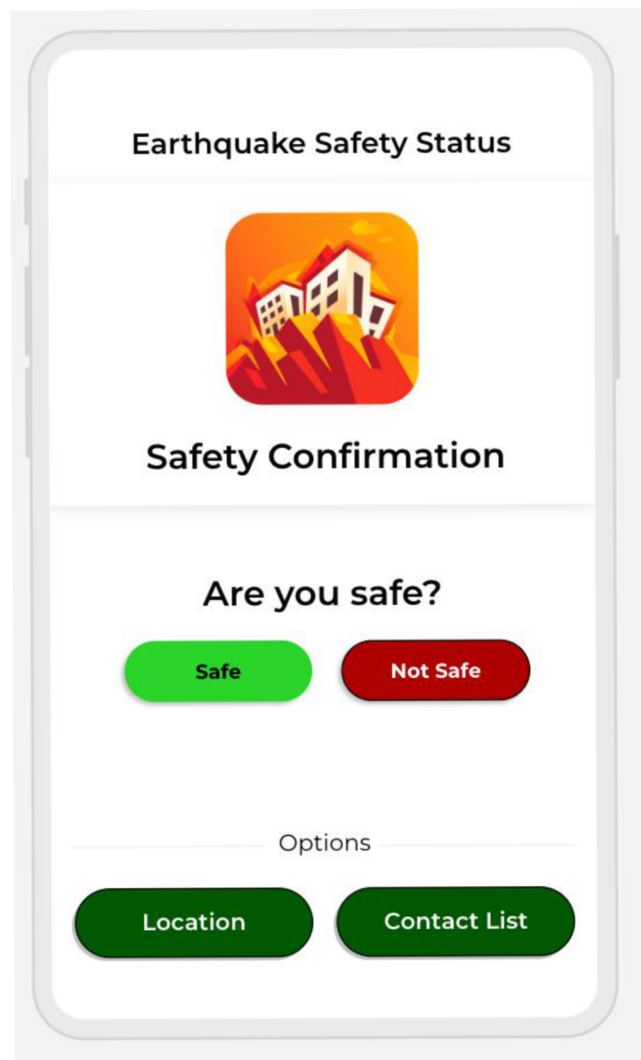 Earthquake Safety Status
Safety Confirmation
Are you safe?
Safe
Not Safe
Options
Location
Contact List